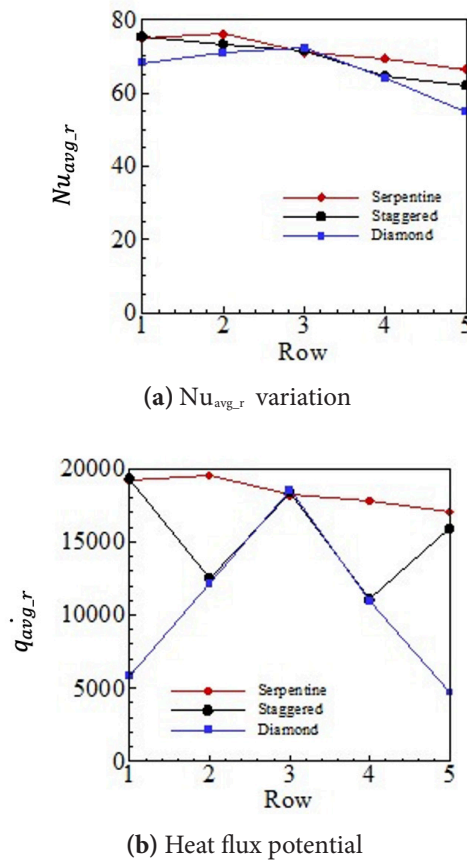 80
60
40
20
0
Nu_avg_r
Serpentine
Staggered
Diamond
1 2 3 4 5
Row
(a) Nu_avg_r variation
20000
15000
10000
5000
0
q̇_avg_r
Serpentine
Staggered
Diamond
1 2 3 4 5
Row
(b) Heat flux potential